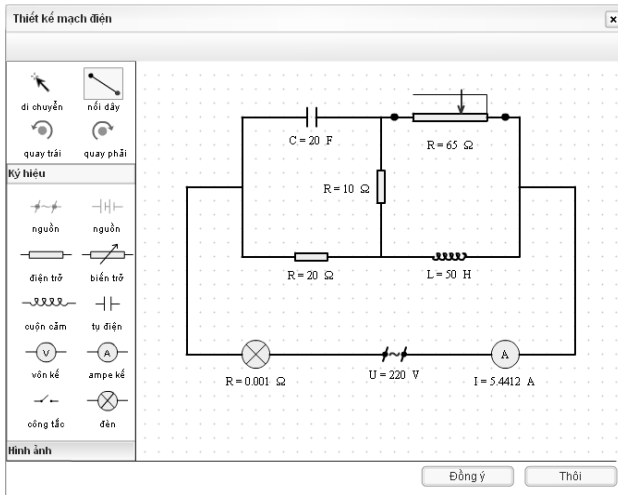 Thiết kế mạch điện
di chuyển
nối dây
quay trái
quay phải
Ký hiệu
nguồn
nguồn
điện trở
biến trở
cuộn cảm
tụ điện
V
A
vôn kế
ampe kế
công tắc
đèn
Hình ảnh
C = 20 F
R = 65 Ω
R = 10 Ω
R = 20 Ω
L = 50 H
A
R = 0.001 Ω
U = 220 V
I = 5.4412 A
Đồng ý
Thôi